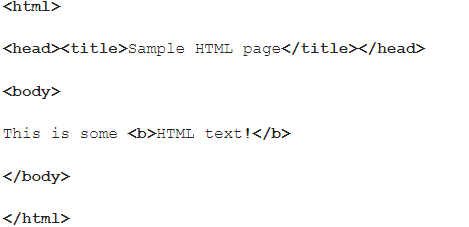 <html>
<head><title>Sample HTML page</title></head>
<body>
This is some <b>HTML text!</b>
</body>
</html>